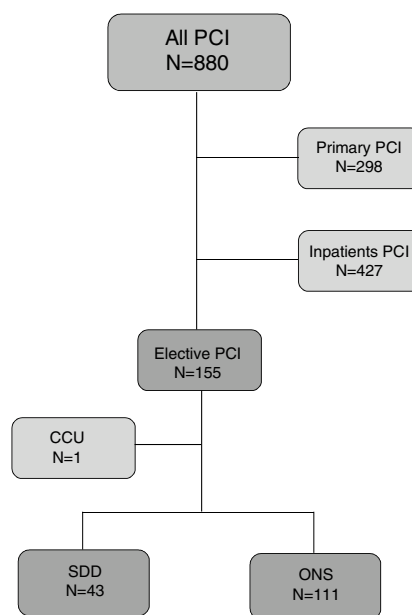 All PCI
N=880
Primary PCI
N=298
Inpatients PCI
N=427
Elective PCI
N=155
CCU
N=1
SDD
N=43
ONS
N=111